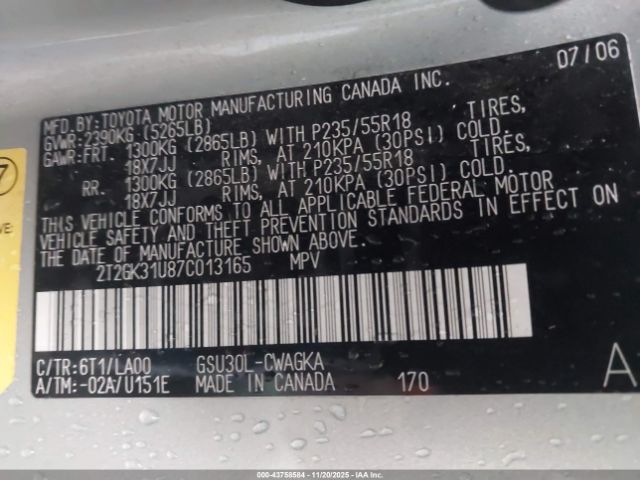 07/06
MFD.BY:TOYOTA MOTOR MANUFACTURING CANADA INC.
GVWR:2390KG (5265LB)
GAWR:FRT. 1300KG (2865LB) WITH P235/55R18 TIRES,
18X7JJ RIMS, AT 210KPA (30PSI) COLD.
RR. 1300KG (2865LB) WITH P235/55R18 TIRES,
18X7JJ RIMS, AT 210KPA (30PSI) COLD.
THIS VEHICLE CONFORMS TO ALL APPLICABLE FEDERAL MOTOR
VEHICLE SAFETY AND THEFT PREVENTION STANDARDS IN EFFECT ON
THE DATE OF MANUFACTURE SHOWN ABOVE.
2T2GK31U87C013165 MPV
C/TR:6T1/LA00 GSU30L-CWAGKA
A/TM:-02A/U151E MADE IN CANADA 170 A
7
VE:
000-43758584 — 11/20/2025 — IAAI.COM